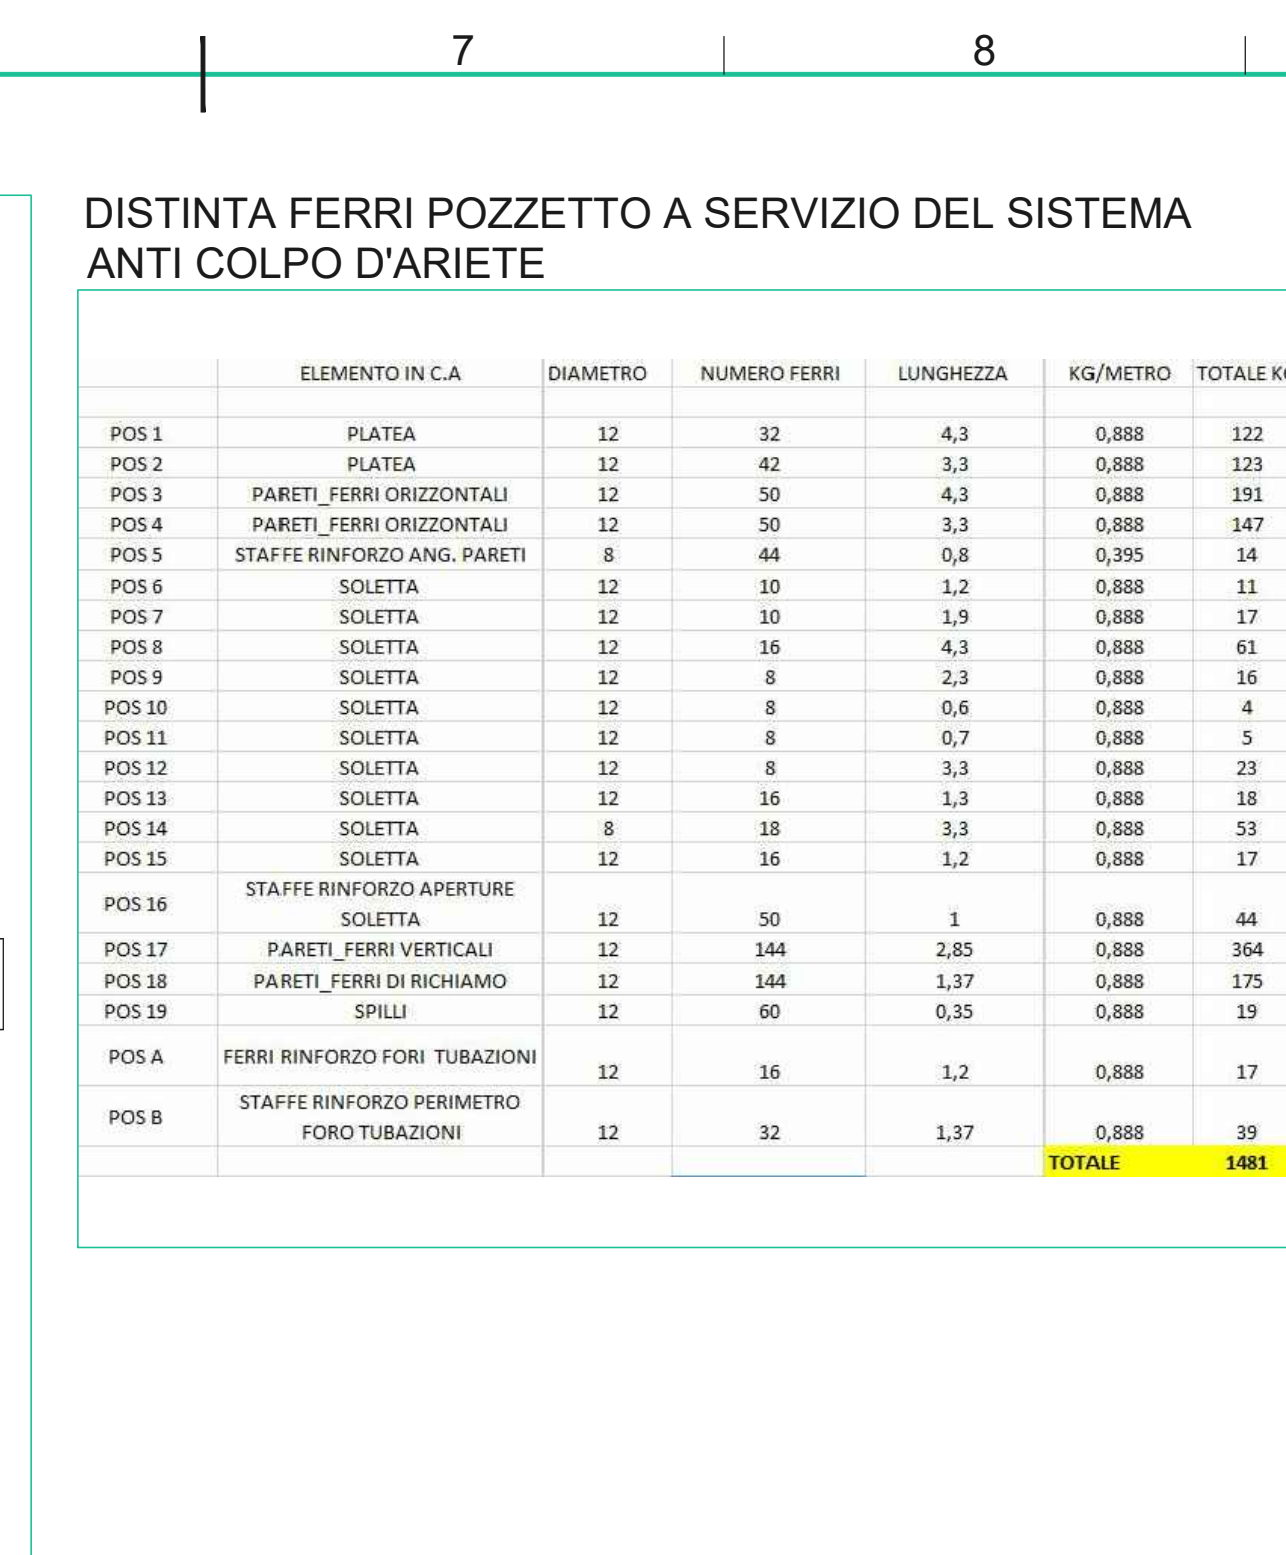 7 8
DISTINTA FERRI POZZETTO A SERVIZIO DEL SISTEMA
ANTI COLPO D'ARIETE
ELEMENTO IN C.A DIAMETRO NUMERO FERRI LUNGHEZZA KG/METRO TOTALE KG
POS 1 PLATEA 12 32 4,3 0,888 122
POS 2 PLATEA 12 42 3,3 0,888 123
POS 3 PARETI_FERRI ORIZZONTALI 12 50 4,3 0,888 191
POS 4 PARETI_FERRI ORIZZONTALI 12 50 3,3 0,888 147
POS 5 STAFFE RINFORZO ANG. PARETI 8 44 0,8 0,395 14
POS 6 SOLETTA 12 10 1,2 0,888 11
POS 7 SOLETTA 12 10 1,9 0,888 17
POS 8 SOLETTA 12 16 4,3 0,888 61
POS 9 SOLETTA 12 8 2,3 0,888 16
POS 10 SOLETTA 12 8 0,6 0,888 4
POS 11 SOLETTA 12 8 0,7 0,888 5
POS 12 SOLETTA 12 8 3,3 0,888 23
POS 13 SOLETTA 12 16 1,3 0,888 18
POS 14 SOLETTA 8 18 3,3 0,888 53
POS 15 SOLETTA 12 16 1,2 0,888 17
POS 16 STAFFE RINFORZO APERTURE
SOLETTA 12 50 1 0,888 44
POS 17 PARETI_FERRI VERTICALI 12 144 2,85 0,888 364
POS 18 PARETI_FERRI DI RICHIAMO 12 144 1,37 0,888 175
POS 19 SPILLI 12 60 0,35 0,888 19
POS A FERRI RINFORZO FORI TUBAZIONI 12 16 1,2 0,888 17
POS B STAFFE RINFORZO PERIMETRO
FORO TUBAZIONI 12 32 1,37 0,888 39
TOTALE 1481